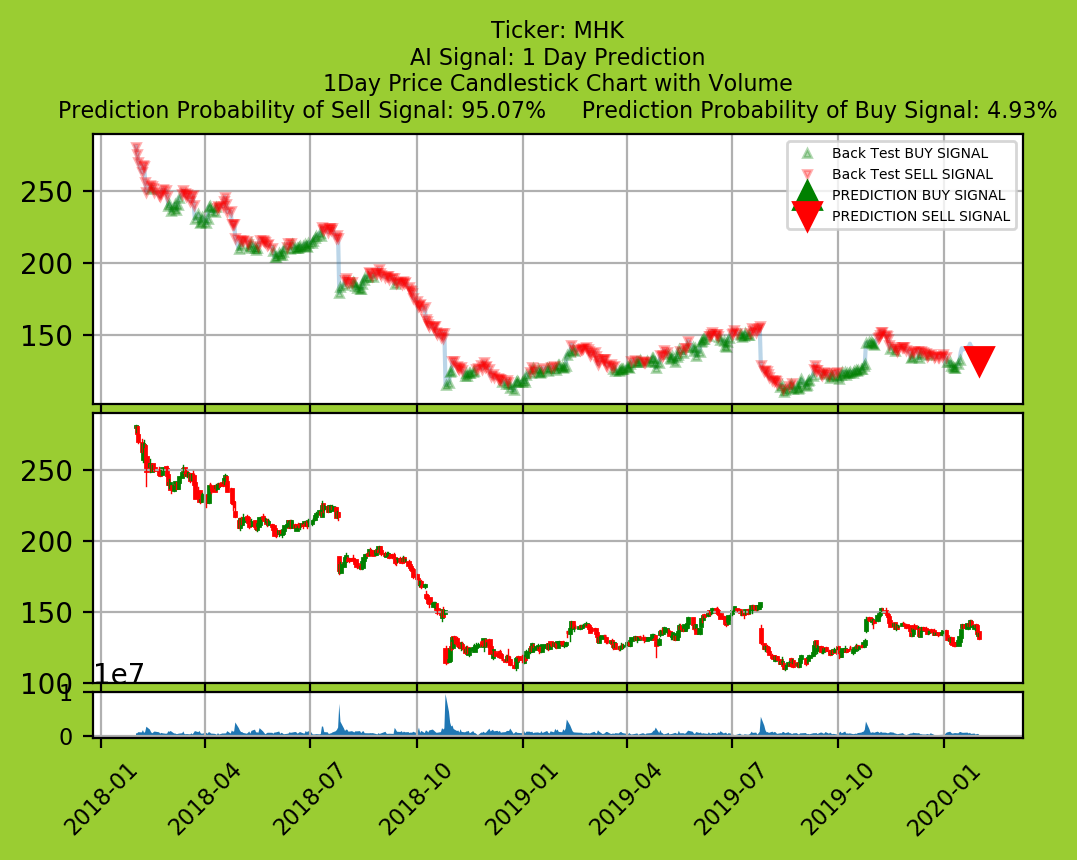 Ticker: MHK
AI Signal: 1 Day Prediction
1Day Price Candlestick Chart with Volume
Prediction Probability of Sell Signal: 95.07% Prediction Probability of Buy Signal: 4.93%
Back Test BUY SIGNAL
Back Test SELL SIGNAL
PREDICTION BUY SIGNAL
PREDICTION SELL SIGNAL
250
200
150
250
200
150
100
1e7
1
0
2018-01
2018-04
2018-07
2018-10
2019-01
2019-04
2019-07
2019-10
2020-01